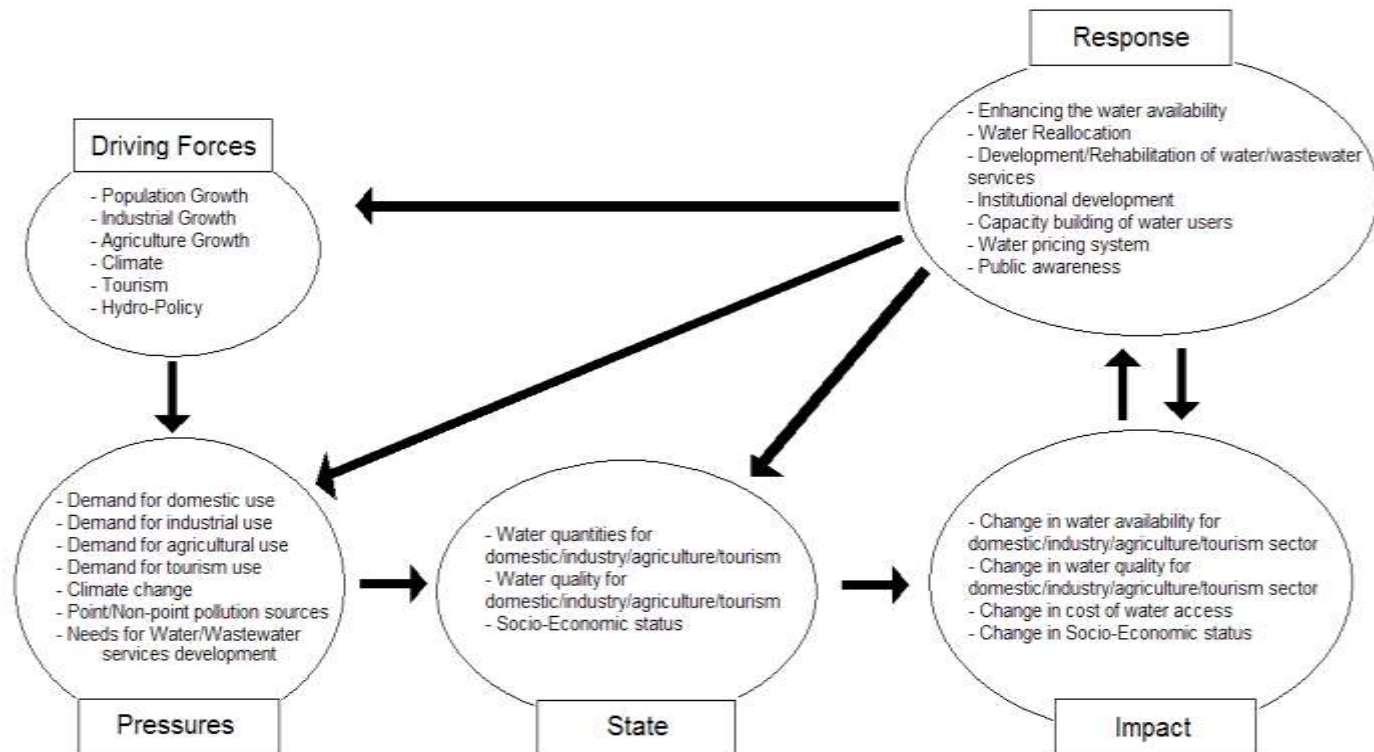 Response
- Enhancing the water availability
- Water Reallocation
- Development/Rehabilitation of water/wastewater
services
- Institutional development
- Capacity building of water users
- Water pricing system
- Public awareness
Driving Forces
- Population Growth
- Industrial Growth
- Agriculture Growth
- Climate
- Tourism
- Hydro-Policy
- Demand for domestic use
- Demand for industrial use
- Demand for agricultural use
- Demand for tourism use
- Climate change
- Point/Non-point pollution sources
- Needs for Water/Wastewater
services development
Pressures
- Water quantities for
domestic/industry/agriculture/tourism
- Water quality for
domestic/industry/agriculture/tourism
- Socio-Economic status
State
- Change in water availability for
domestic/industry/agriculture/tourism sector
- Change in water quality for
domestic/industry/agriculture/tourism sector
- Change in cost of water access
- Change in Socio-Economic status
Impact